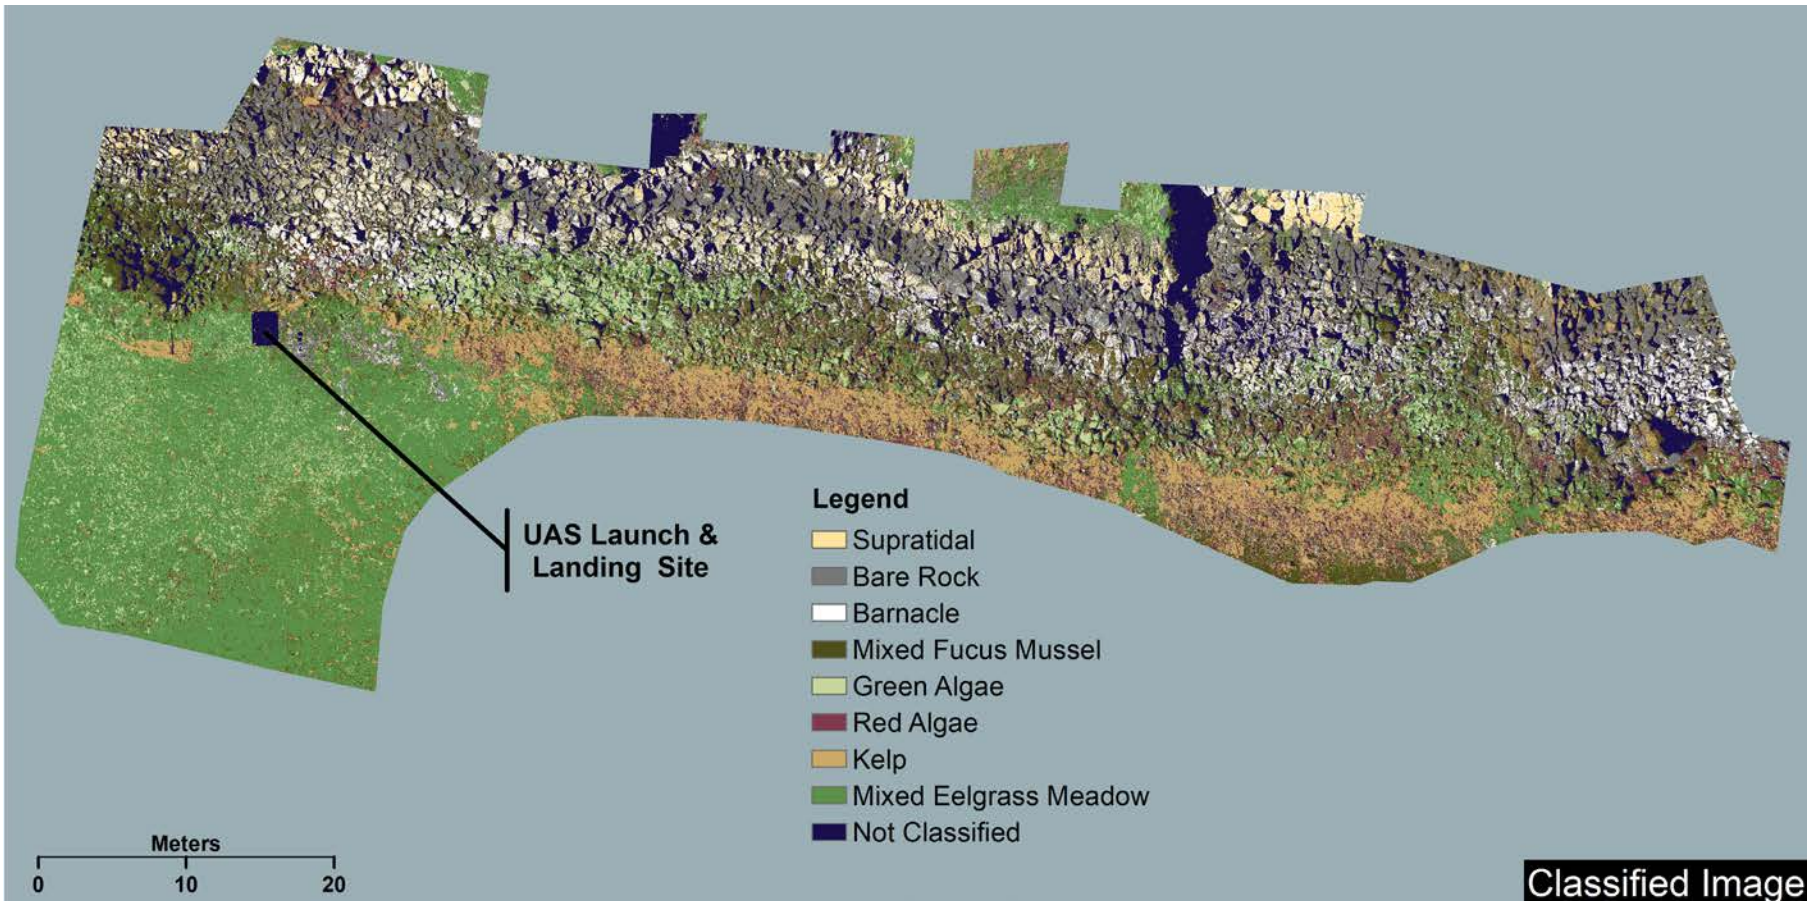 UAS Launch &
Landing Site
Legend
Supratidal
Bare Rock
Barnacle
Mixed Fucus Mussel
Green Algae
Red Algae
Kelp
Mixed Eelgrass Meadow
Not Classified
Meters
0 10 20
Classified Image